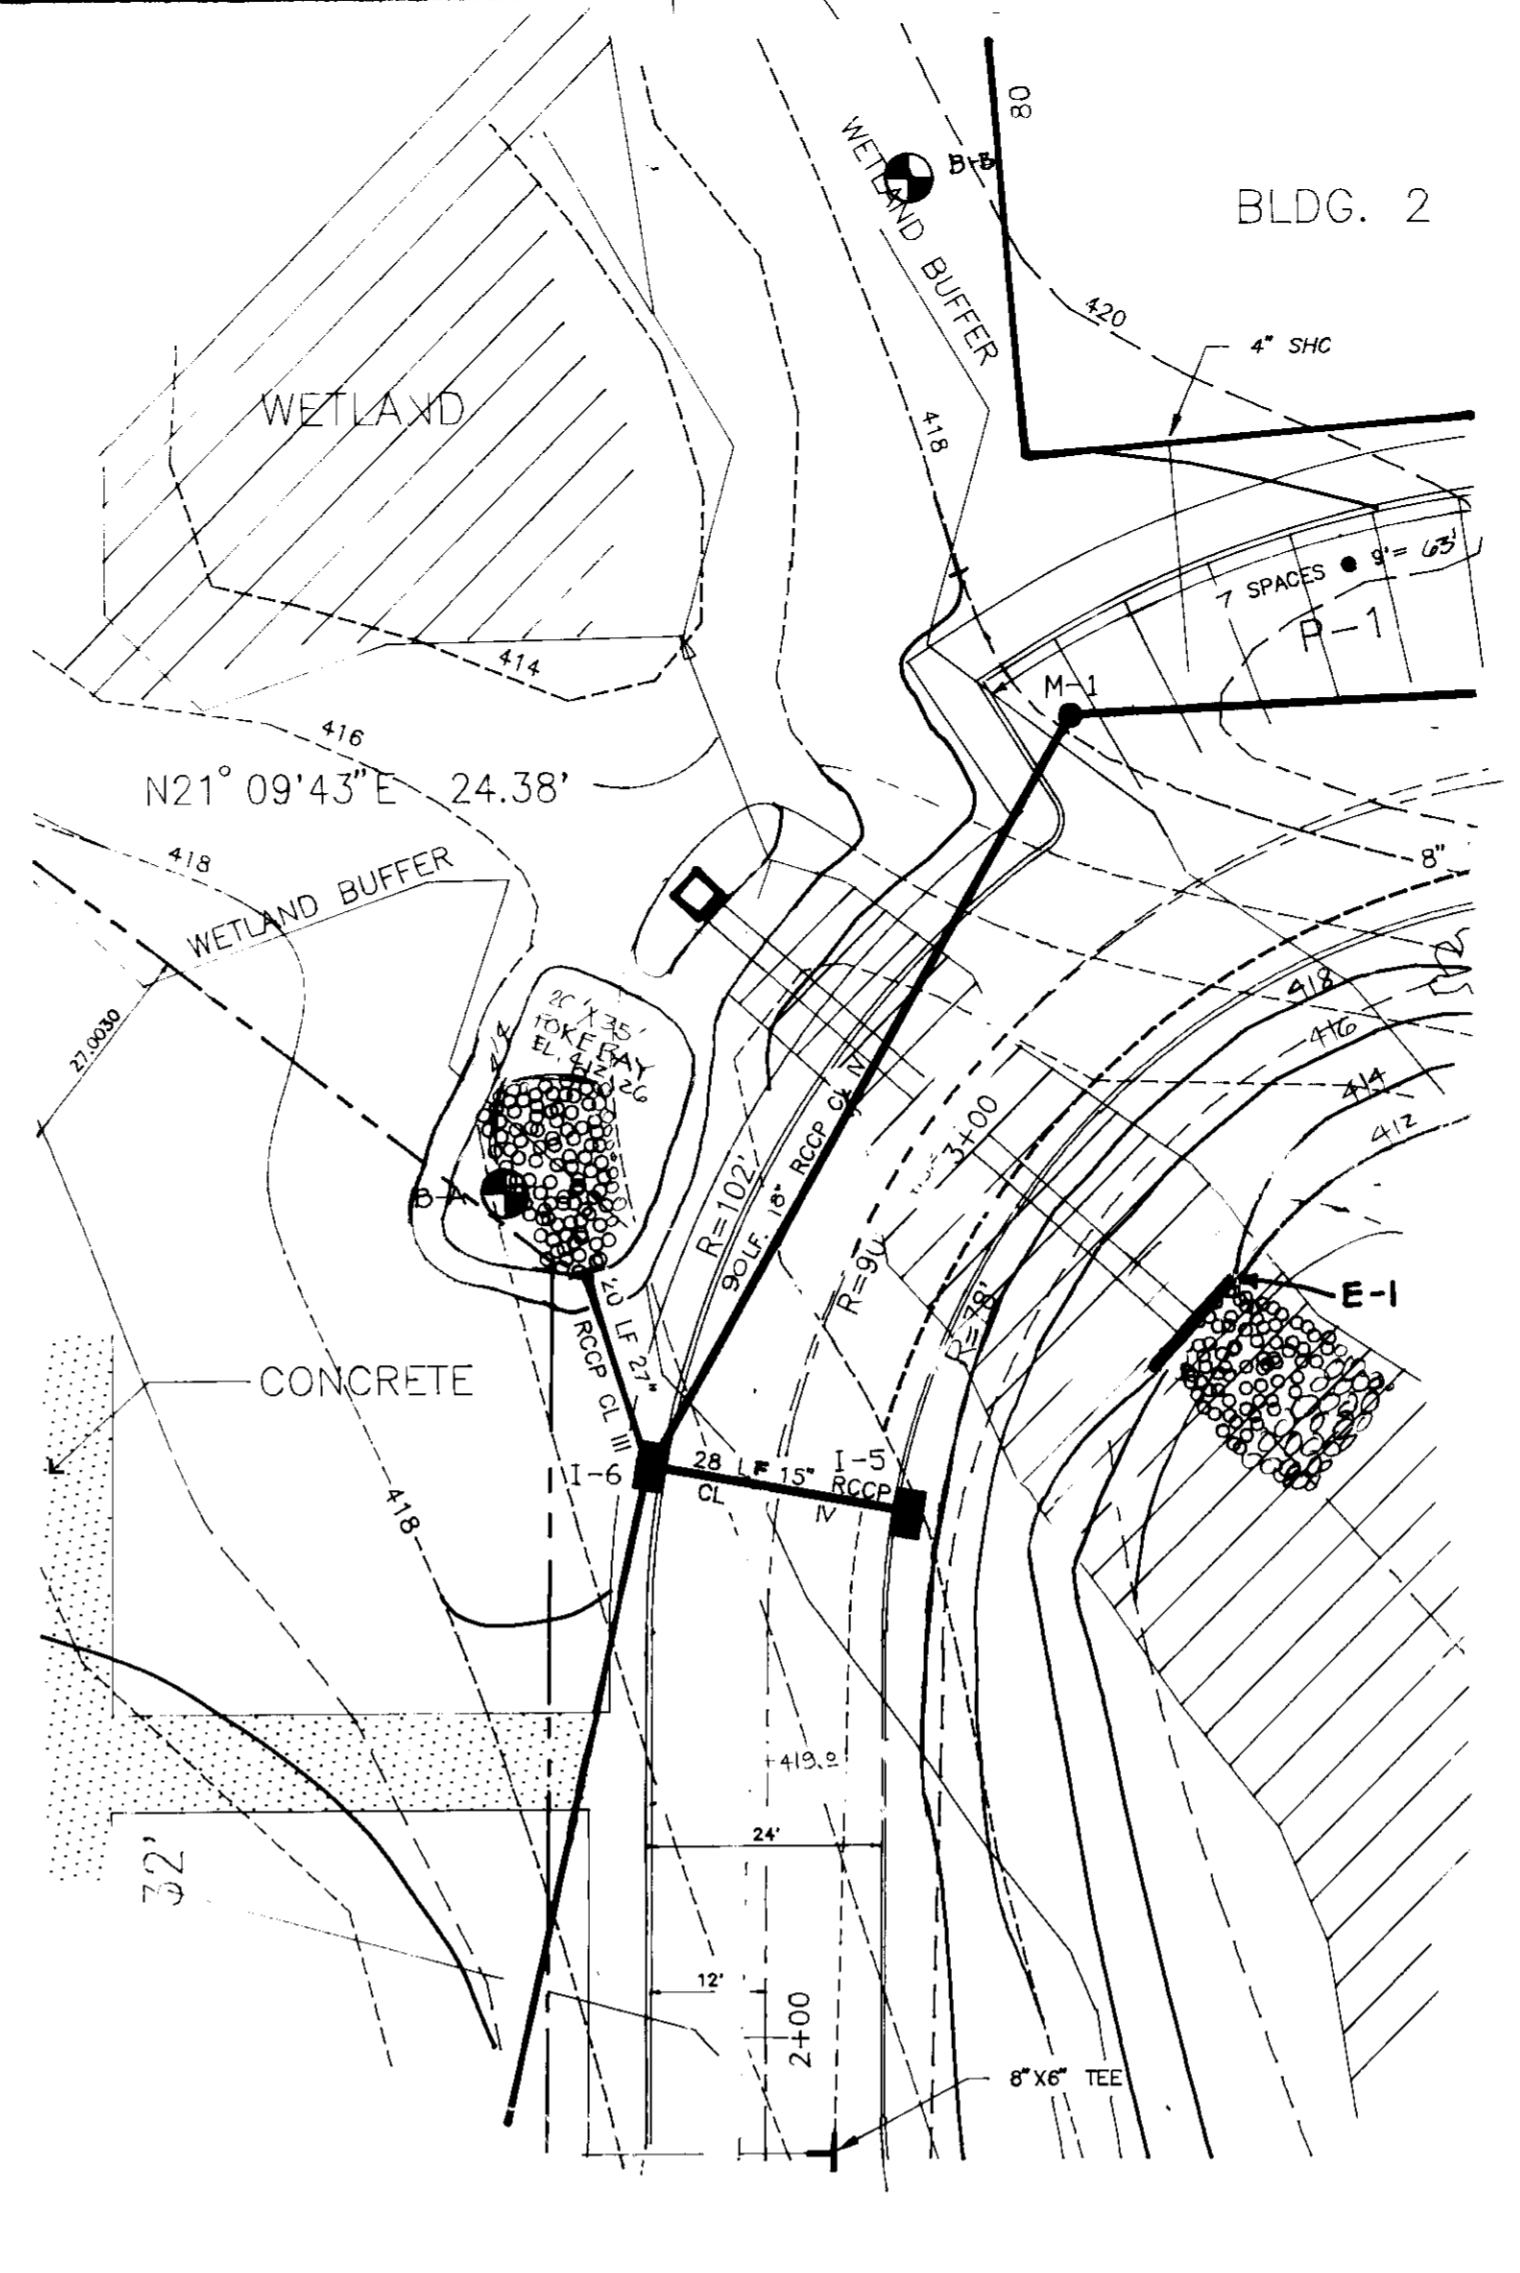 80
WETLAND BUFFER
BLDG. 2
420
4" SHC
WETLAND
418
7 SPACES ● 9'= 63'
P-1
414
M-1
416
N21° 09'43"E 24.38'
418
8"
WETLAND BUFFER
418
416
414
412
27.0030
FOREBAY
3+00
R=102'
90LF. 18" RCCP CL IV
B-A
R=78'
E-1
20 LF 27"
RCCP CL III
CONCRETE
I-6
28 LF 15"
I-5
RCCP
CL
IV
418
419.0
24'
32'
12'
2+00
8"X6" TEE